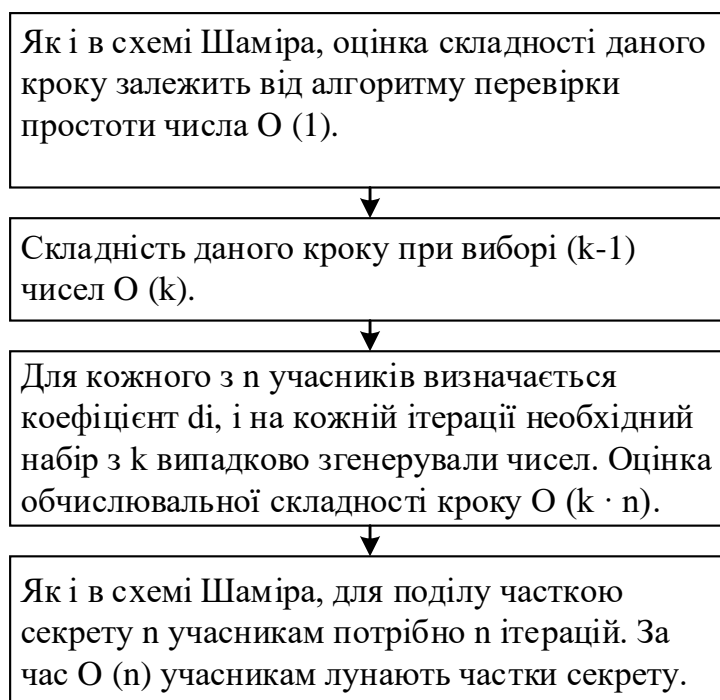 Як і в схемі Шаміра, оцінка складності даного
кроку залежить від алгоритму перевірки
простоти числа O (1).
Складність даного кроку при виборі (k-1)
чисел O (k).
Для кожного з n учасників визначається
коефіцієнт di, і на кожній ітерації необхідний
набір з k випадково згенерували чисел. Оцінка
обчислювальної складності кроку O (k · n).
Як і в схемі Шаміра, для поділу часткою
секрету n учасникам потрібно n ітерацій. За
час O (n) учасникам лунають частки секрету.